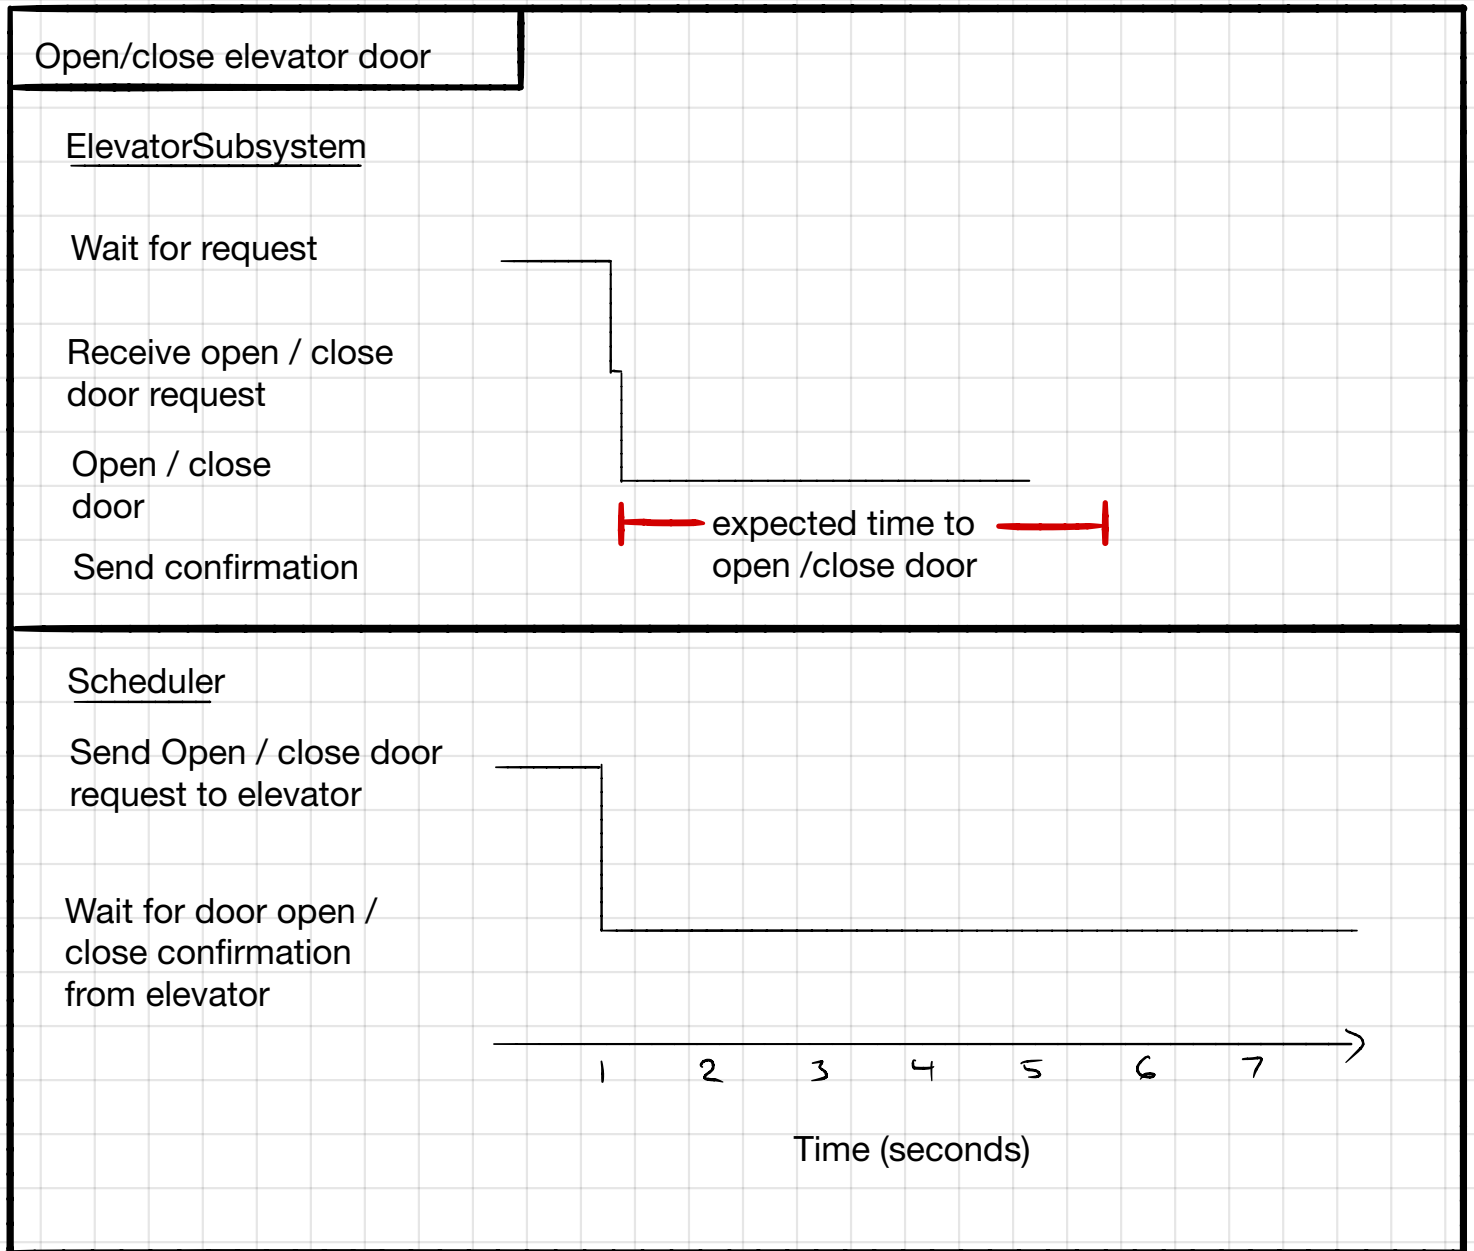 Open/close elevator door
ElevatorSubsystem
Wait for request
Receive open / close
door request
Open / close
door
expected time to
open /close door
Send confirmation
Scheduler
Send Open / close door
request to elevator
Wait for door open /
close confirmation
from elevator
1 2 3 4 5 6 7
Time (seconds)